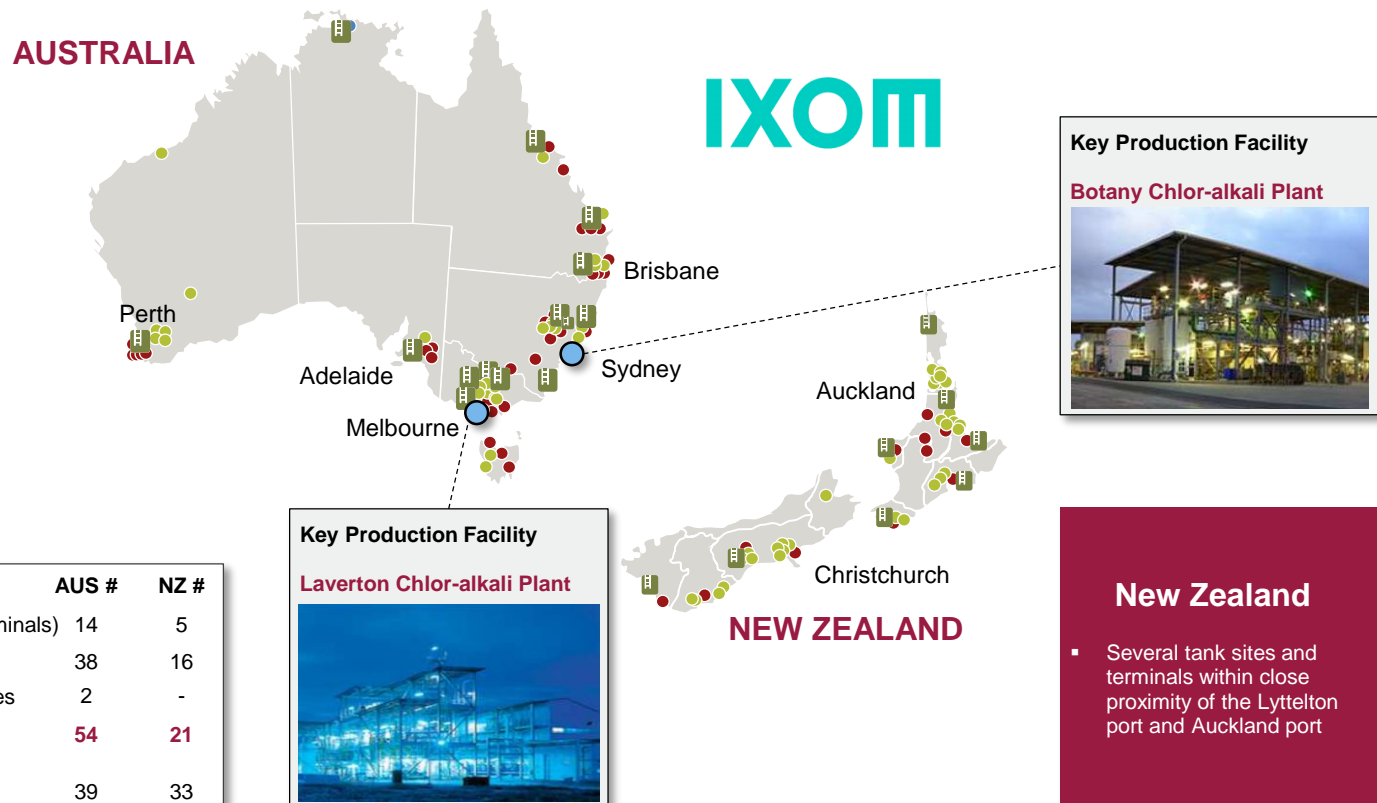 AUSTRALIA
IXOM
Key Production Facility
Botany Chlor-alkali Plant
Brisbane
Perth
Adelaide
Sydney
Melbourne
Auckland
Christchurch
NEW ZEALAND
Key Production Facility
Laverton Chlor-alkali Plant
AUS # NZ #
14 5
38 16
2 -
54 21
39 33
New Zealand
▪ Several tank sites and
terminals within close
proximity of the Lyttelton
port and Auckland port